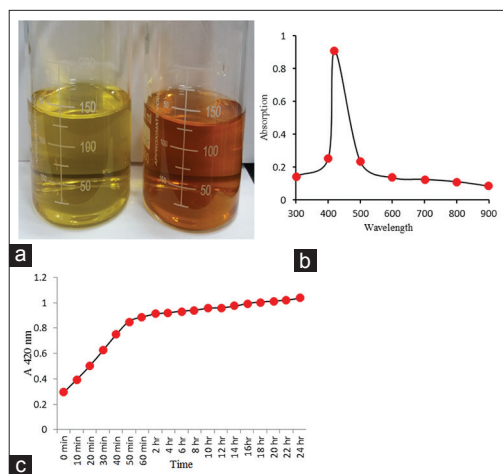 150
100
50
150
100
50
a
1
0.8
0.6
0.4
0.2
0
300 400 500 600 700 800 900
Absorption
Wavelength
b
1.2
1
0.8
0.6
0.4
0.2
0
A 420 nm
0 min
10 min
20 min
30 min
40 min
50 min
60 min
2 hr
4 hr
6 hr
8 hr
10 hr
12 hr
14 hr
16hr
18 hr
20 hr
22 hr
24 hr
Time
c